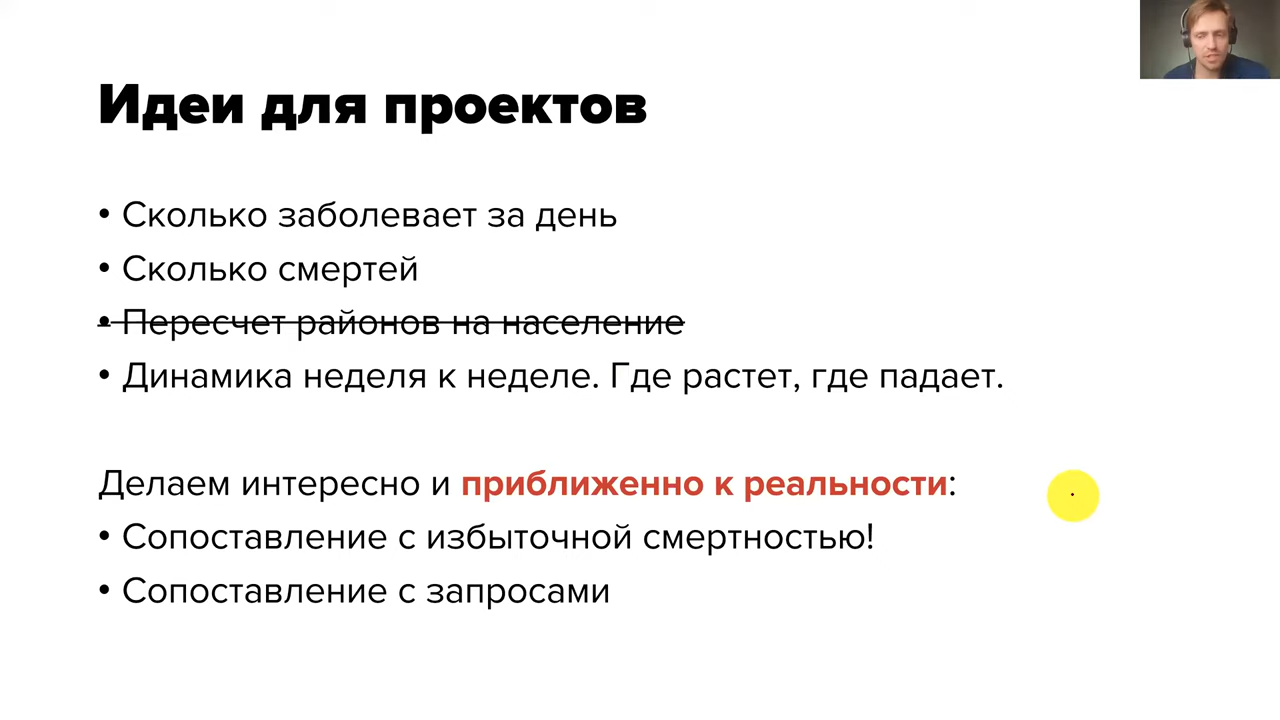 Идеи для проектов
• Сколько заболевает за день
• Сколько смертей
• Пересчет районов на население
• Динамика неделя к неделе. Где растет, где падает.
Делаем интересно и приближенно к реальности:
• Сопоставление с избыточной смертностью!
• Сопоставление с запросами